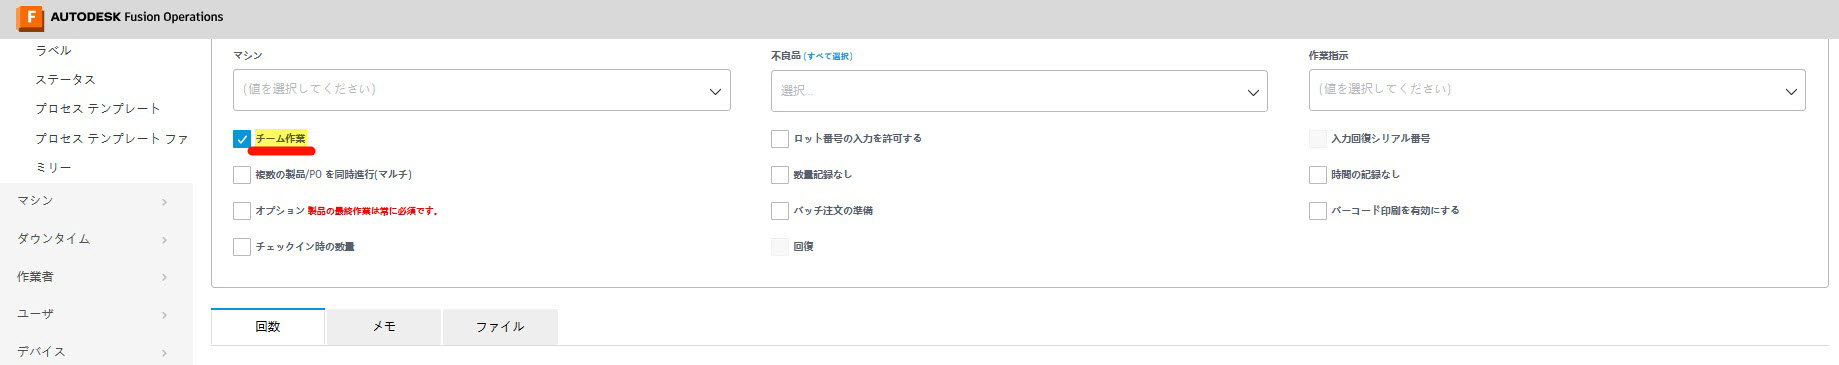 F AUTODESK Fusion Operations
ラベル
ステータス
プロセス テンプレート
プロセス テンプレート ファ
ミリー
マシン
ダウンタイム
作業者
ユーザ
デバイス
マシン
(値を選択してください)
不良品 (すべて選択)
選択...
作業指示
(値を選択してください)
チーム作業
ロット番号の入力を許可する
入力回復シリアル番号
複数の製品/PO を同時進行(マルチ)
数量記録なし
時間の記録なし
オプション 製品の最終作業は常に必須です。
バッチ注文の準備
バーコード印刷を有効にする
チェックイン時の数量
回復
回数
メモ
ファイル